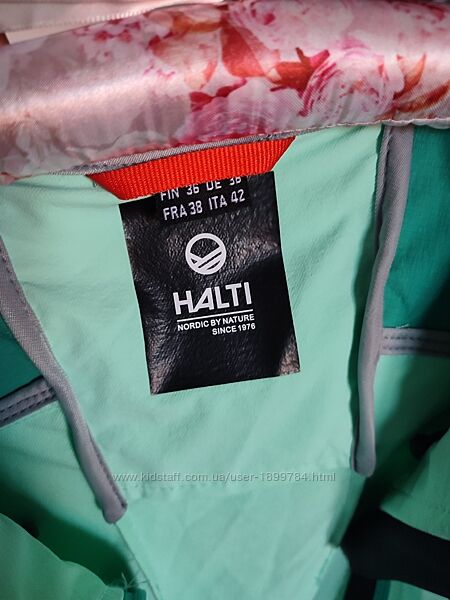 FIN 36 DE 36
FRA 38 ITA 42
HALTI
NORDIC BY NATURE
SINCE 1976
www.kidstaff.com.ua/user-1899784.html